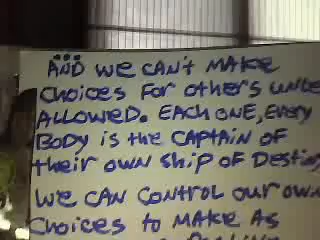 AND WE CAN'T MAKE
CHOICES FOR OTHERS UNLE
ALLOWED. EACH ONE, EVERY
BODY IS the CAPTAIN OF
their OWN Ship OF Destiny
WE CAN CONtROL OUR OWN
Choices to MAKE AS